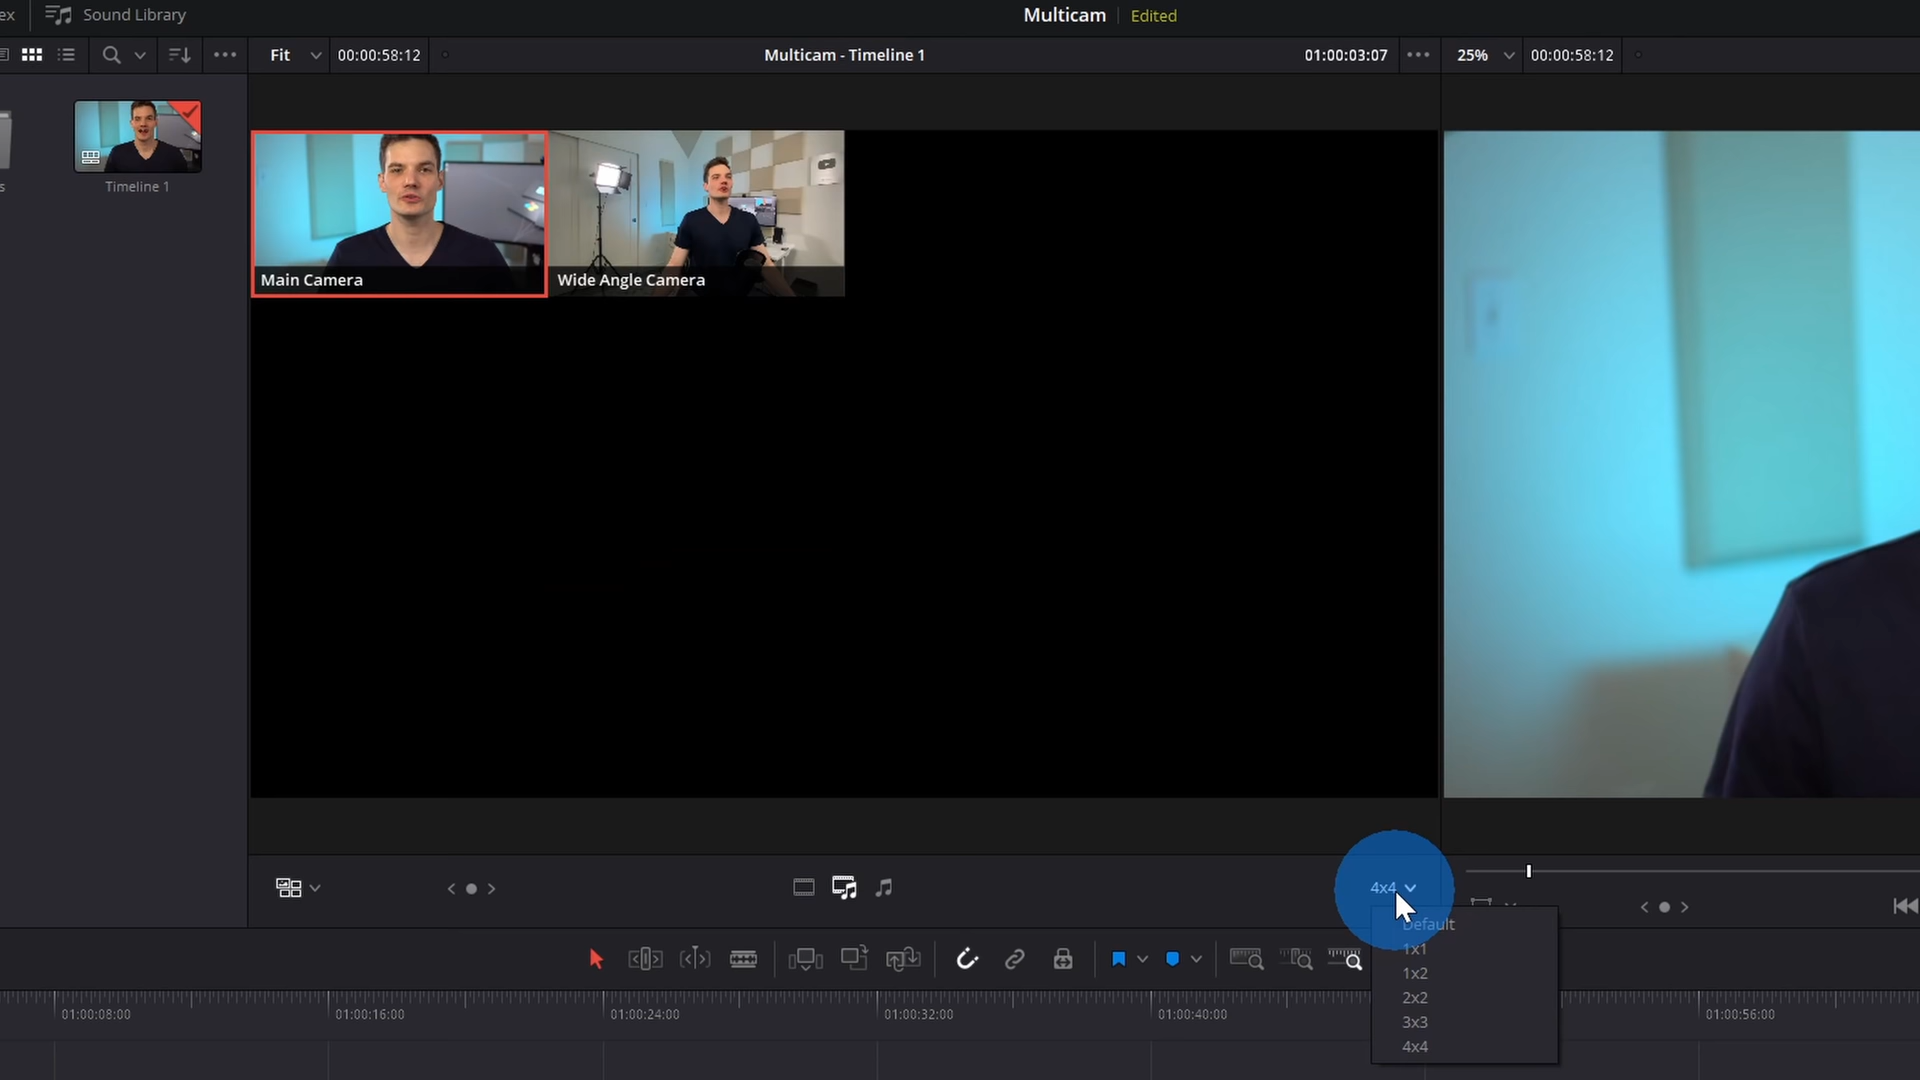 ex
Sound Library
Multicam
Edited
Fit
00:00:58:12
Multicam - Timeline 1
01:00:03:07
25%
00:00:58:12
s
Timeline 1
Main Camera
Wide Angle Camera
4x4
Default
1x1
1x2
2x2
3x3
4x4
01:00:08:00
01:00:16:00
01:00:24:00
01:00:32:00
01:00:40:00
01:00:56:00